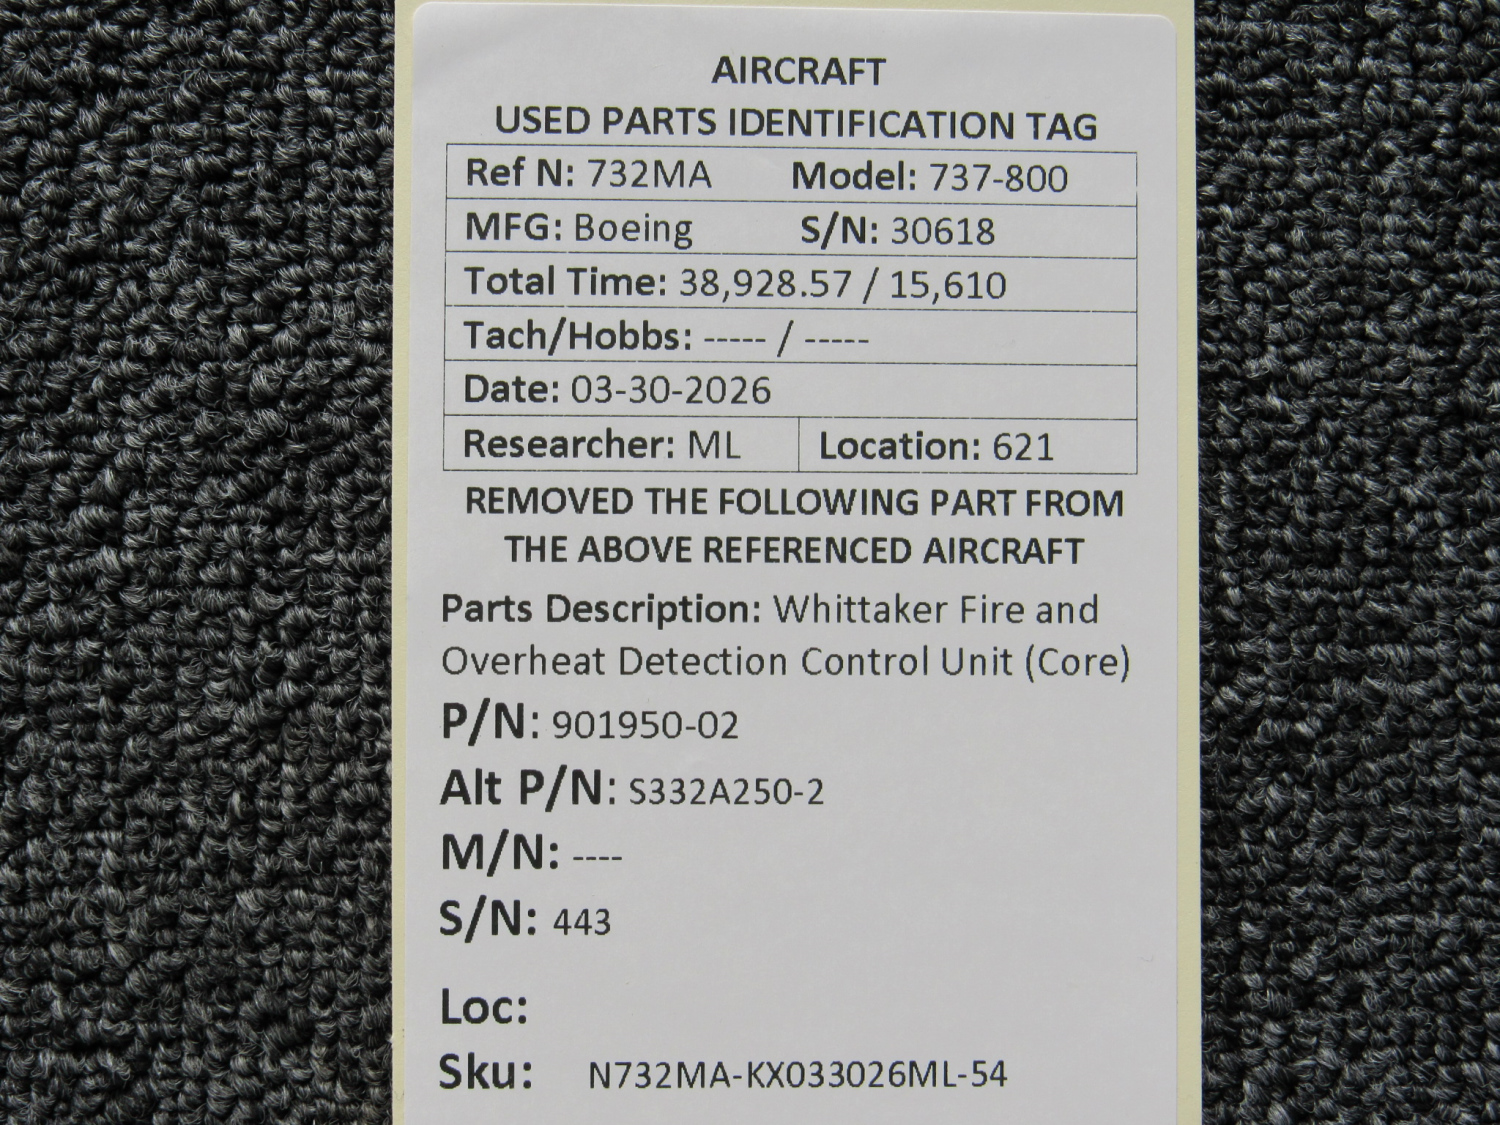 AIRCRAFT
USED PARTS IDENTIFICATION TAG
Ref N: 732MA Model: 737-800
MFG: Boeing S/N: 30618
Total Time: 38,928.57 / 15,610
Tach/Hobbs: ----- / -----
Date: 03-30-2026
Researcher: ML Location: 621
REMOVED THE FOLLOWING PART FROM
THE ABOVE REFERENCED AIRCRAFT
Parts Description: Whittaker Fire and
Overheat Detection Control Unit (Core)
P/N: 901950-02
Alt P/N: S332A250-2
M/N: ----
S/N: 443
Loc:
Sku: N732MA-KX033026ML-54